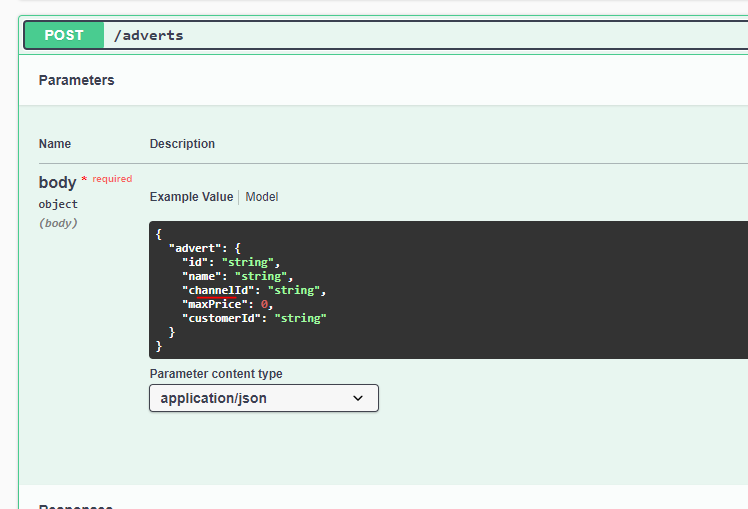 POST /adverts
Parameters
Name Description
body * required
object
(body)
Example Value Model
{
"advert": {
"id": "string",
"name": "string",
"channelId": "string",
"maxPrice": 0,
"customerId": "string"
}
}
Parameter content type
application/json
Responses